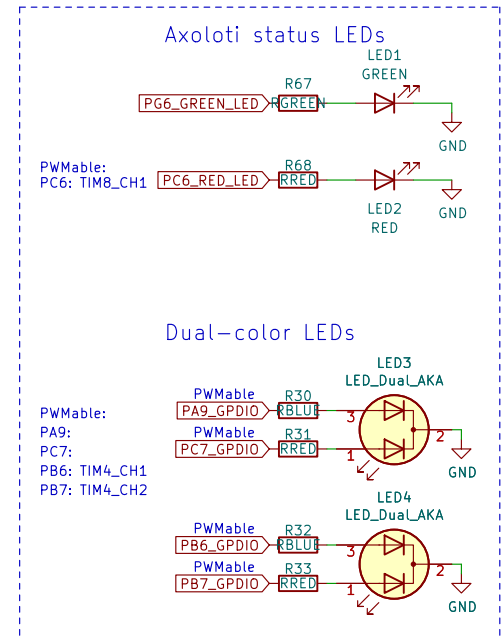 Axoloti status LEDs
LED1
GREEN
R67
PG6_GREEN_LED
RGREEN
GND
PWMable:
PC6: TIM8_CH1
R68
PC6_RED_LED
RRED
GND
LED2
RED
Dual-color LEDs
LED3
LED_Dual_AKA
PWMable
R30
PA9_GPDIO
RBLUE
3
PWMable:
PWMable
R31
2
PA9:
PC7_GPDIO
RRED
1
PC7:
GND
PB6: TIM4_CH1
PB7: TIM4_CH2
LED4
LED_Dual_AKA
PWMable
R32
PB6_GPDIO
RBLUE
3
PWMable
R33
2
PB7_GPDIO
RRED
1
GND